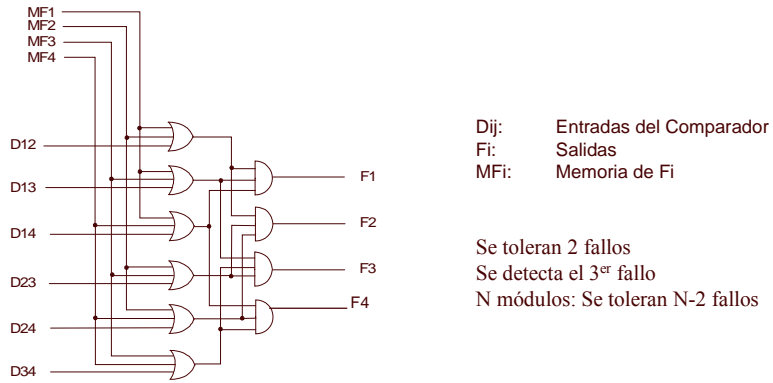 MF1
MF2
MF3
MF4
D12
D13
D14
D23
D24
D34
F1
F2
F3
F4
Dij: Entradas del Comparador
Fi: Salidas
MFi: Memoria de Fi
Se toleran 2 fallos
Se detecta el 3er fallo
N módulos: Se toleran N-2 fallos